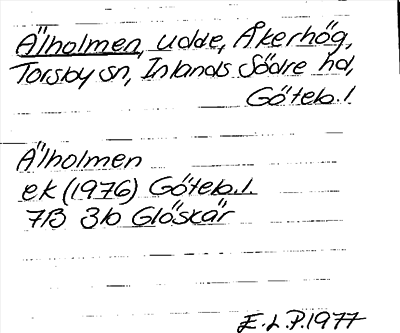 Älholmen, udde, Åkerhög,
Torsby sn, Inlands Södre hd,
Göteb. l
Älholmen
ek (1976) Göteb. l.
7B 3b Glöskär
E.L.P. 1977